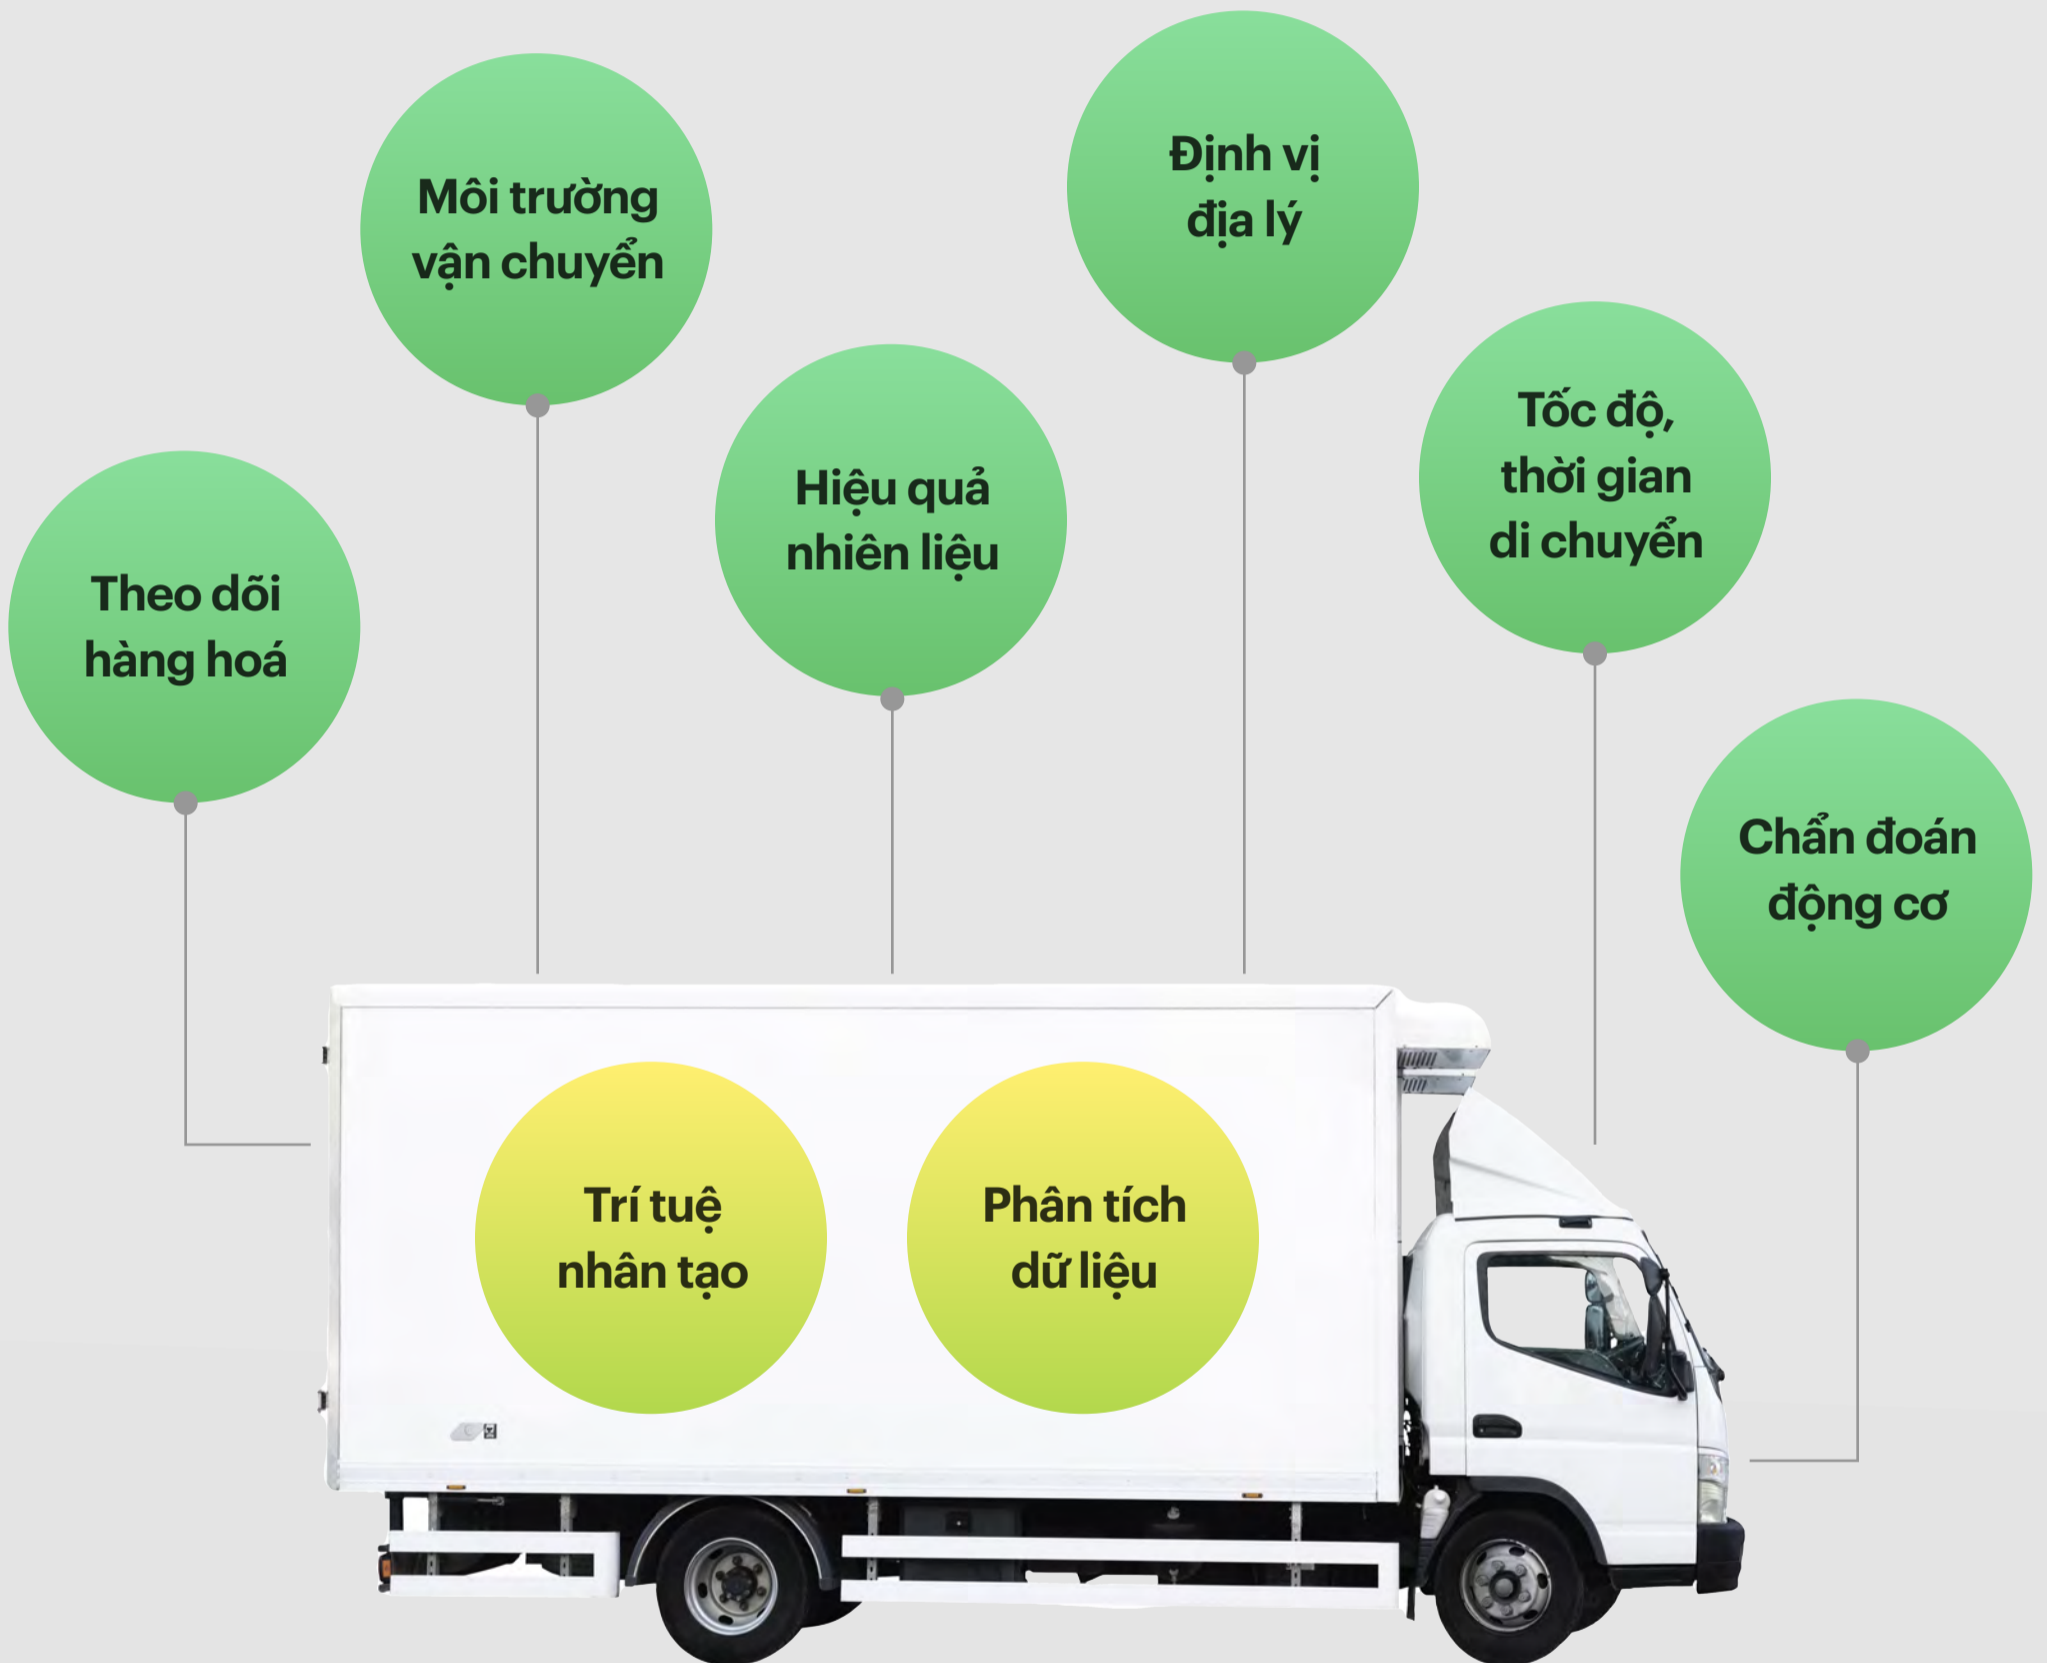 Định vị
địa lý
Môi trường
vận chuyển
Tốc độ,
thời gian
di chuyển
Hiệu quả
nhiên liệu
Theo dõi
hàng hoá
Chẩn đoán
động cơ
Trí tuệ
nhân tạo
Phân tích
dữ liệu